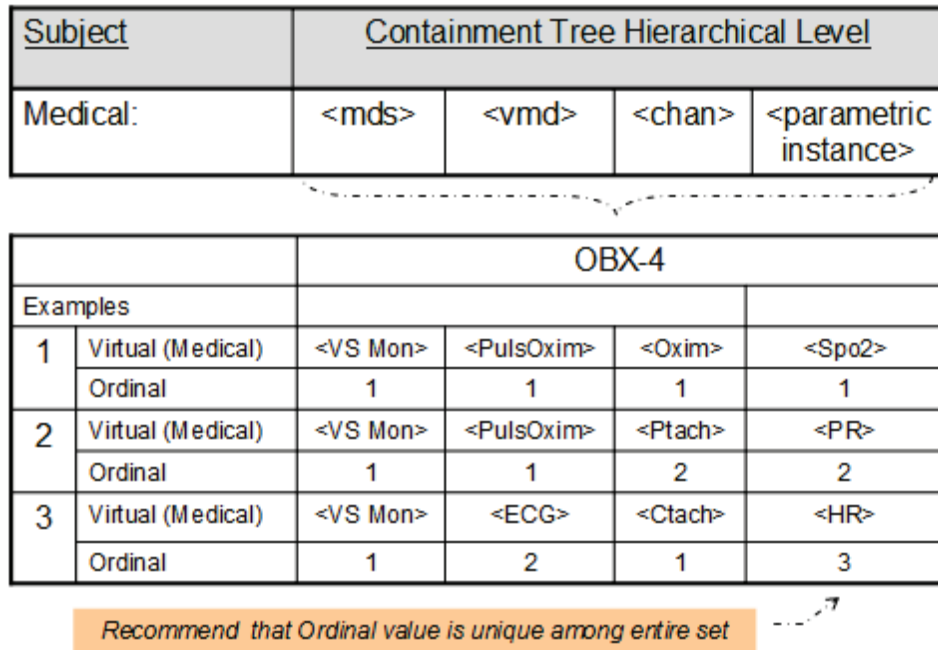 Subject Containment Tree Hierarchical Level
Medical: <mds> <vmd> <chan> <parametric
instance>
OBX-4
Examples
1 Virtual (Medical) <VS Mon> <PulsOxim> <Oxim> <Spo2>
Ordinal 1 1 1 1
2 Virtual (Medical) <VS Mon> <PulsOxim> <Ptach> <PR>
Ordinal 1 1 2 2
3 Virtual (Medical) <VS Mon> <ECG> <Ctach> <HR>
Ordinal 1 2 1 3
Recommend that Ordinal value is unique among entire set